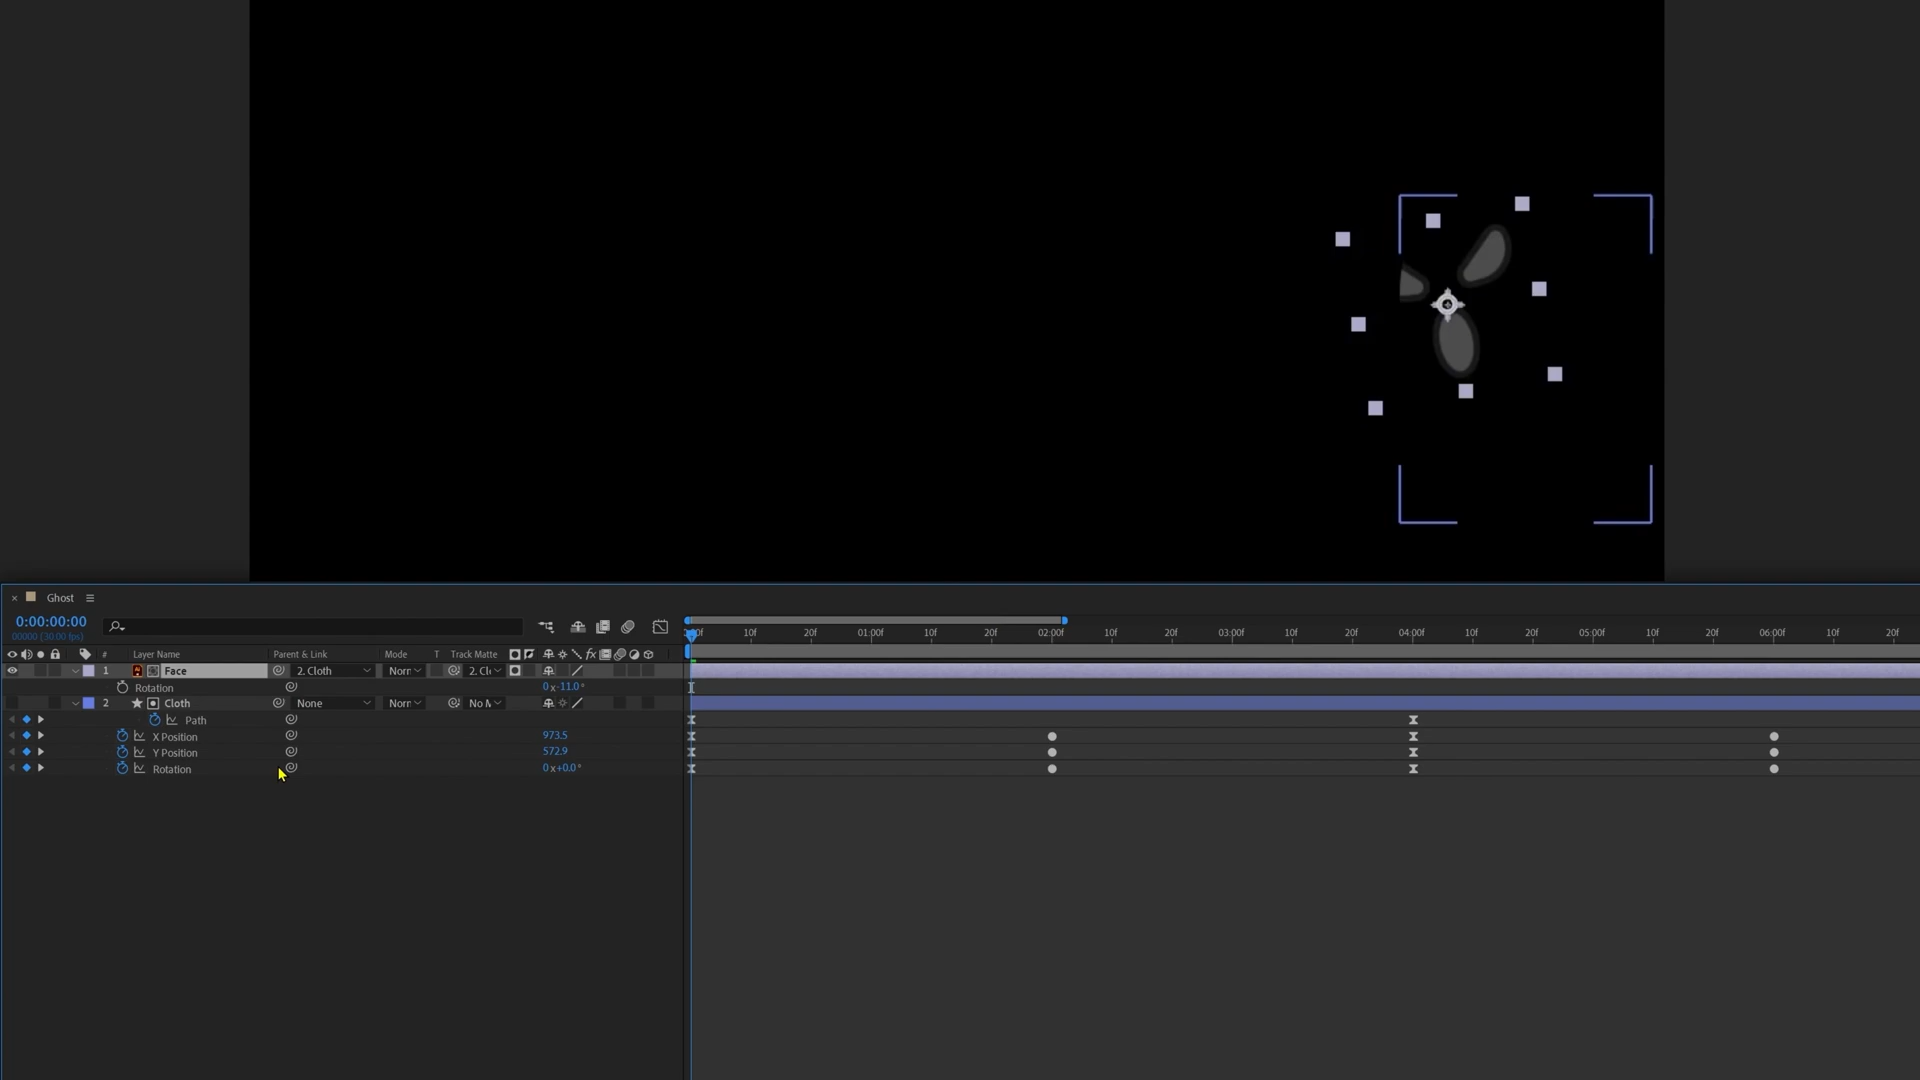 Ghost
0:00:00:00
00000 (30.00 fps)
:00f 10f 20f 01:00f 10f 20f 02:00f 10f 20f 03:00f 10f 20f 04:00f 10f 20f 05:00f 10f 20f 06:00f 10f 20f
# Layer Name Parent & Link Mode T Track Matte fx
1 Ai Face 2. Cloth Norr 2. Cl
Rotation 0x-11.0°
2 Cloth None Norr No M
Path
X Position 973.5
Y Position 572.9
Rotation 0x+0.0°